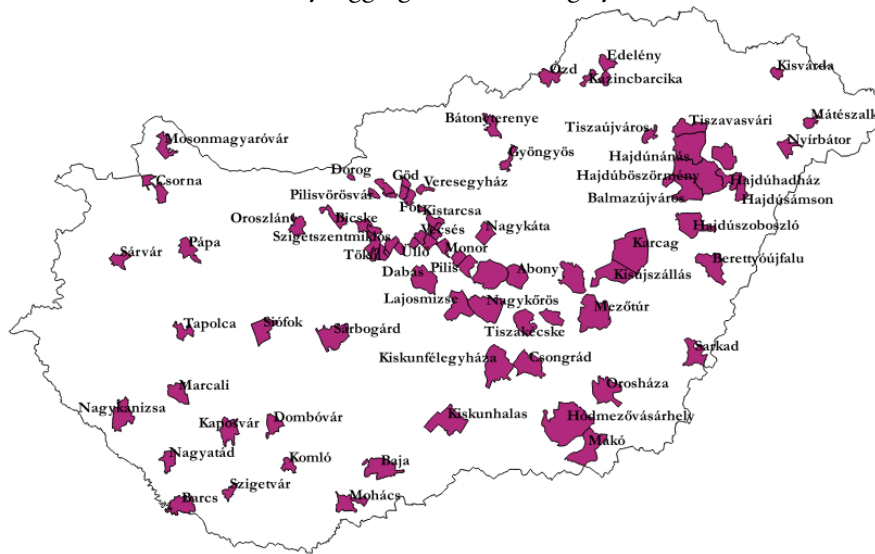 Edelény
Ózd
Kazincbarcika
Kisvárda
Bátonyterenye
Tiszaújváros
Tiszavasvári
Mátészalk
Mosonmagyaróvár
Nyírbátor
Gyöngyös
Hajdúnánás
Dorog
Göd
Veresegyház
Hajdúböszörmény
Hajdúhadház
Csorna
Pilisvörösvár
Balmazújváros
Hajdúsámson
Fót
Kistarcsa
Oroszlány
Bicske
Nagykáta
Hajdúszoboszló
Szigetszentmiklós
Vecsés
Pápa
Sárvár
Tököl
Üllő
Monor
Karcag
Berettyóújfalu
Dabas
Pilis
Abony
Kisújszállás
Lajosmizse
Nagykőrös
Mezőtúr
Tapolca
Siófok
Sárbogárd
Tiszakécske
Sarkad
Kiskunfélegyháza
Csongrád
Marcali
Orosháza
Nagykanizsa
Kaposvár
Dombóvár
Kiskunhalas
Hódmezővásárhely
Makó
Nagyatád
Komló
Baja
Szigetvár
Barcs
Mohács